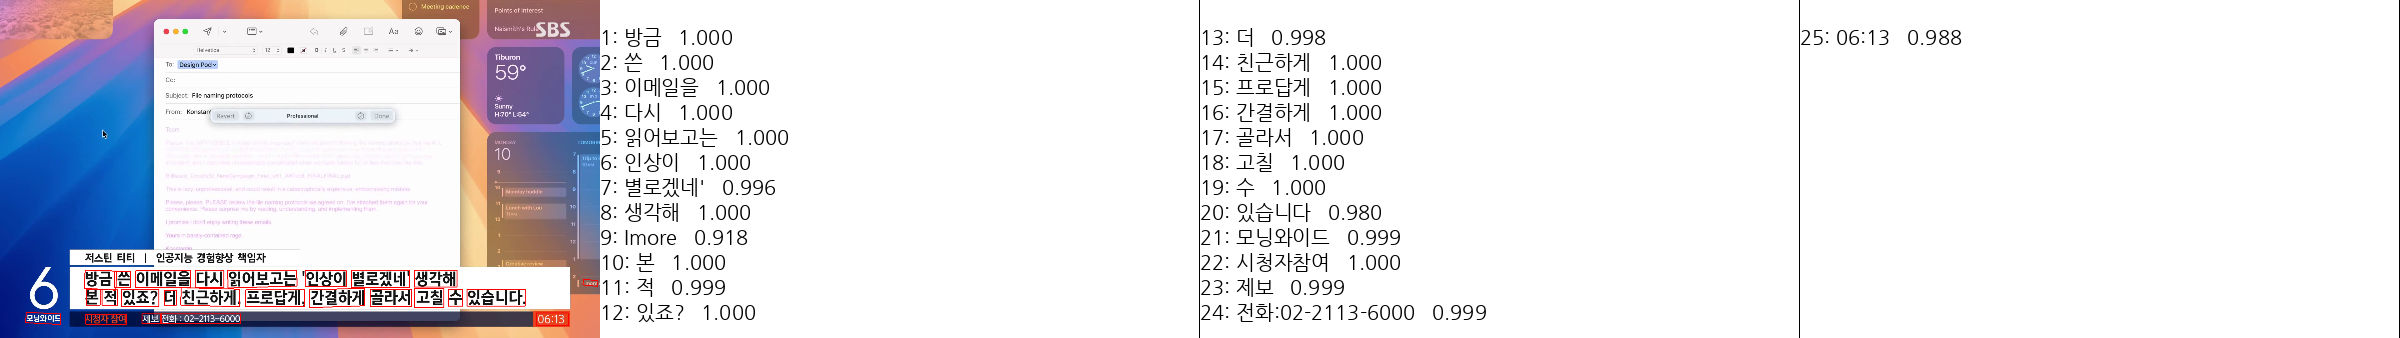 Meeting cadence
Points of interest
SBS
Aa
Helvetica
12
B I U S
To: Design Pod
Cc:
Subject: File naming protocols
From:
Revert
Professional
Done
Tiburon
59°
Sunny
H:70° L:54°
MONDAY
10
Monday huddle
저스틴 티티 | 인공지능 경험향상 책임자
방금 쓴 이메일을 다시 읽어보고는 '인상이 별로겠네' 생각해
본 적 있죠? 더 친근하게, 프로답게, 간결하게 골라서 고칠 수 있습니다.
6
모닝와이드
시청자 참여
제보 전화 : 02-2113-6000
06:13
1: 방금 1.000
2: 쓴 1.000
3: 이메일을 1.000
4: 다시 1.000
5: 읽어보고는 1.000
6: 인상이 1.000
7: 별로겠네' 0.996
8: 생각해 1.000
9: Imore 0.918
10: 본 1.000
11: 적 0.999
12: 있죠? 1.000
13: 더 0.998
14: 친근하게 1.000
15: 프로답게 1.000
16: 간결하게 1.000
17: 골라서 1.000
18: 고칠 1.000
19: 수 1.000
20: 있습니다 0.980
21: 모닝와이드 0.999
22: 시청자참여 1.000
23: 제보 0.999
24: 전화:02-2113-6000 0.999
25: 06:13 0.988